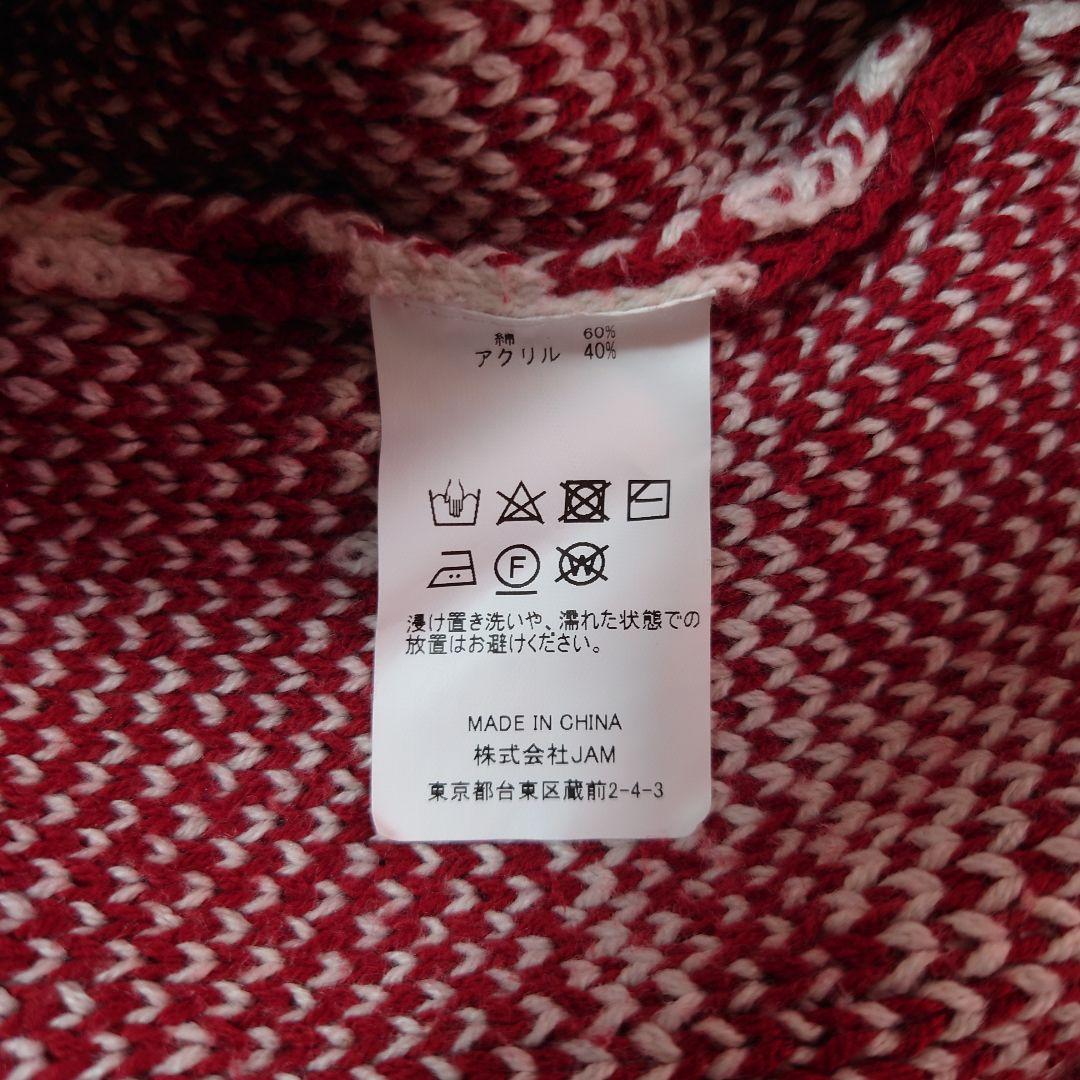 綿 60%
アクリル 40%
F W
浸け置き洗いや、濡れた状態での
放置はお避けください。
MADE IN CHINA
株式会社JAM
東京都台東区蔵前2-4-3